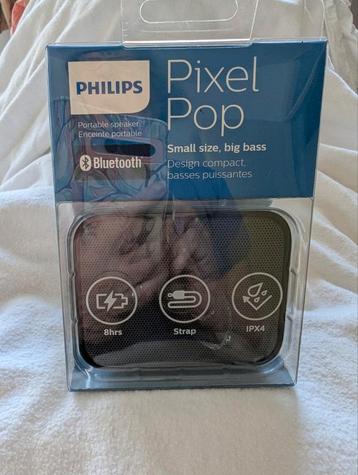 PHILIPS
Portable speaker
Enceinte portable
Bluetooth
Pixel
Pop
Small size, big bass
Design compact,
basses puissantes
8hrs
Strap
IPX4